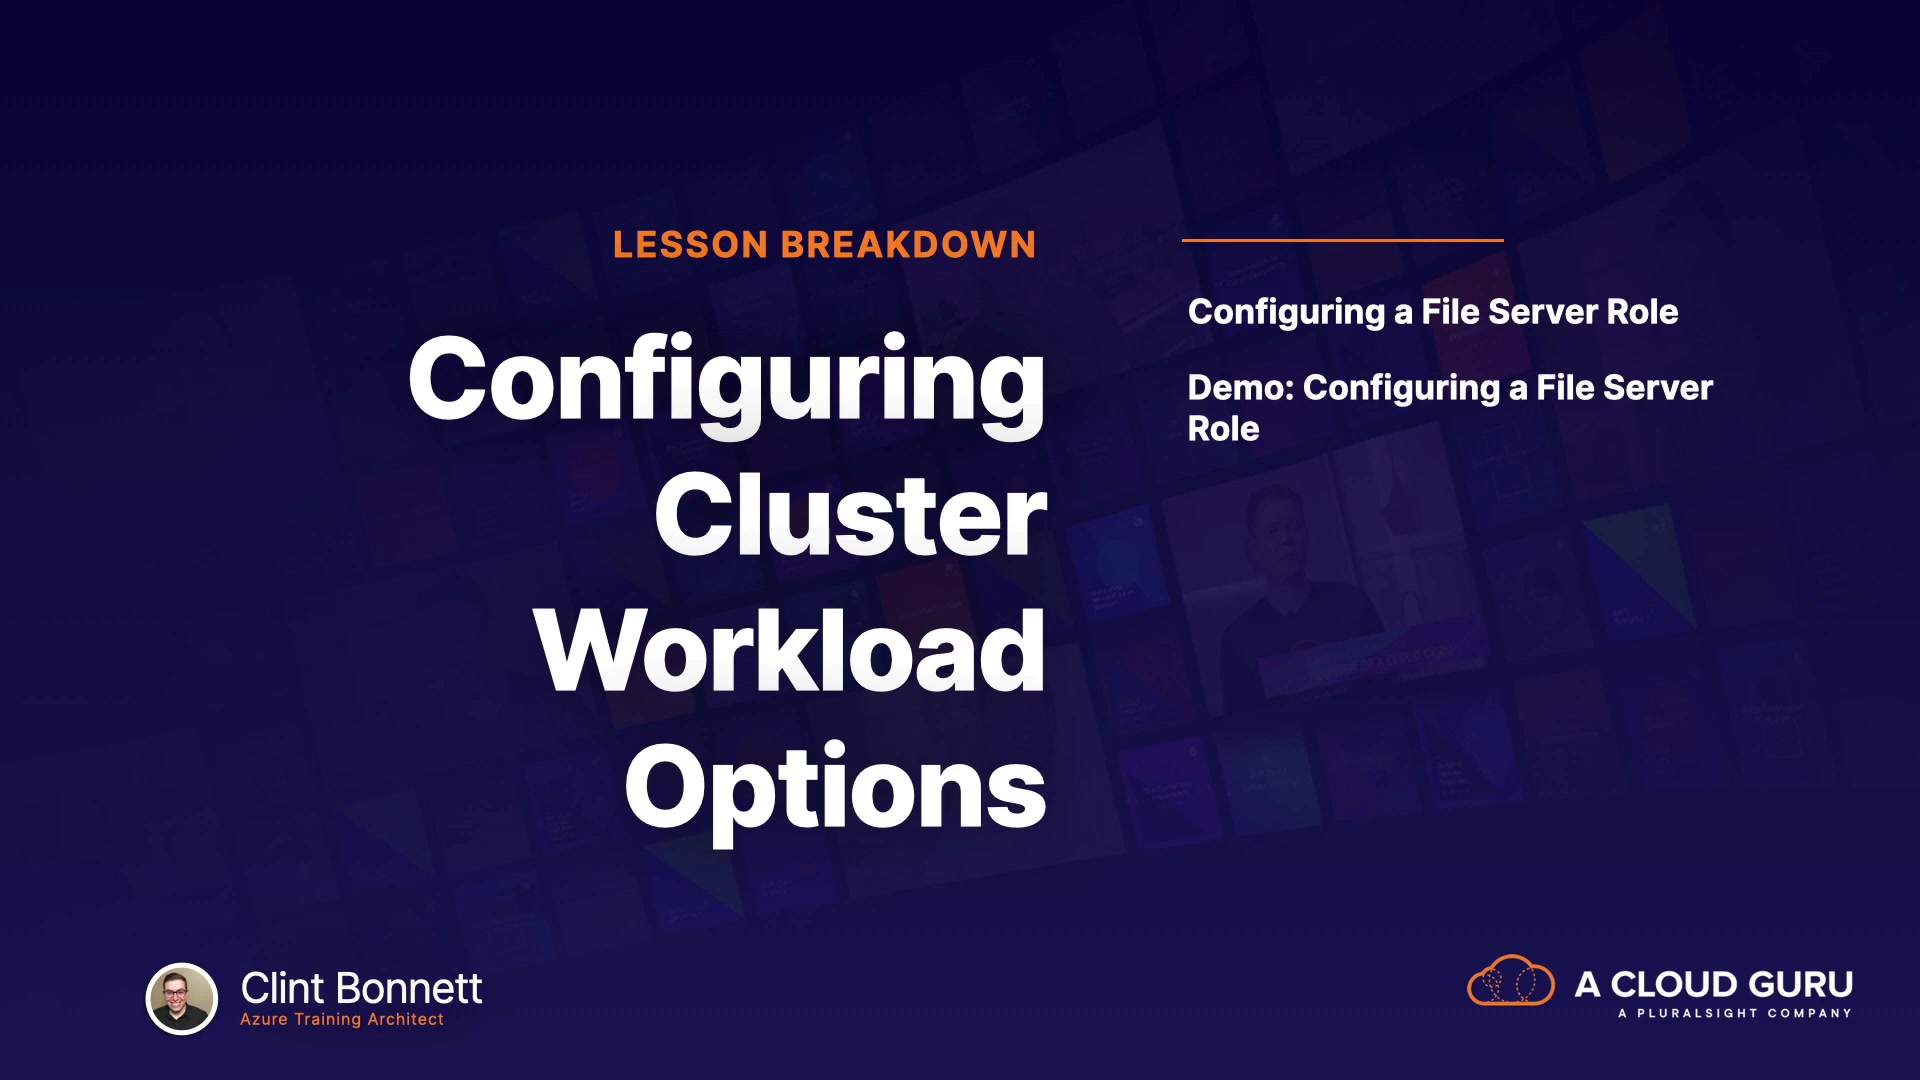 LESSON BREAKDOWN
Configuring
Cluster
Workload
Options
Configuring a File Server Role
Demo: Configuring a File Server
Role
Clint Bonnett
Azure Training Architect
A CLOUD GURU
A PLURALSIGHT COMPANY